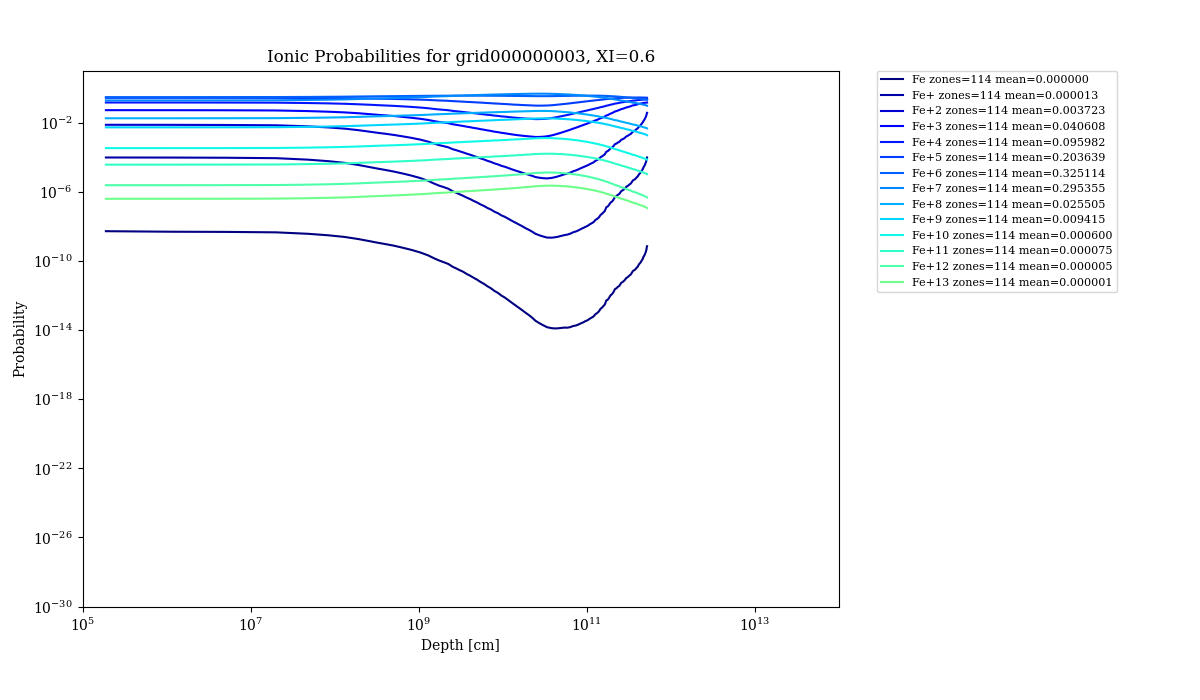 Ionic Probabilities for grid000000003, XI=0.6
Probability
10^-2
10^-6
10^-10
10^-14
10^-18
10^-22
10^-26
10^-30
10^5
10^7
10^9
10^11
10^13
Depth [cm]
Fe zones=114 mean=0.000000
Fe+ zones=114 mean=0.000013
Fe+2 zones=114 mean=0.003723
Fe+3 zones=114 mean=0.040608
Fe+4 zones=114 mean=0.095982
Fe+5 zones=114 mean=0.203639
Fe+6 zones=114 mean=0.325114
Fe+7 zones=114 mean=0.295355
Fe+8 zones=114 mean=0.025505
Fe+9 zones=114 mean=0.009415
Fe+10 zones=114 mean=0.000600
Fe+11 zones=114 mean=0.000075
Fe+12 zones=114 mean=0.000005
Fe+13 zones=114 mean=0.000001